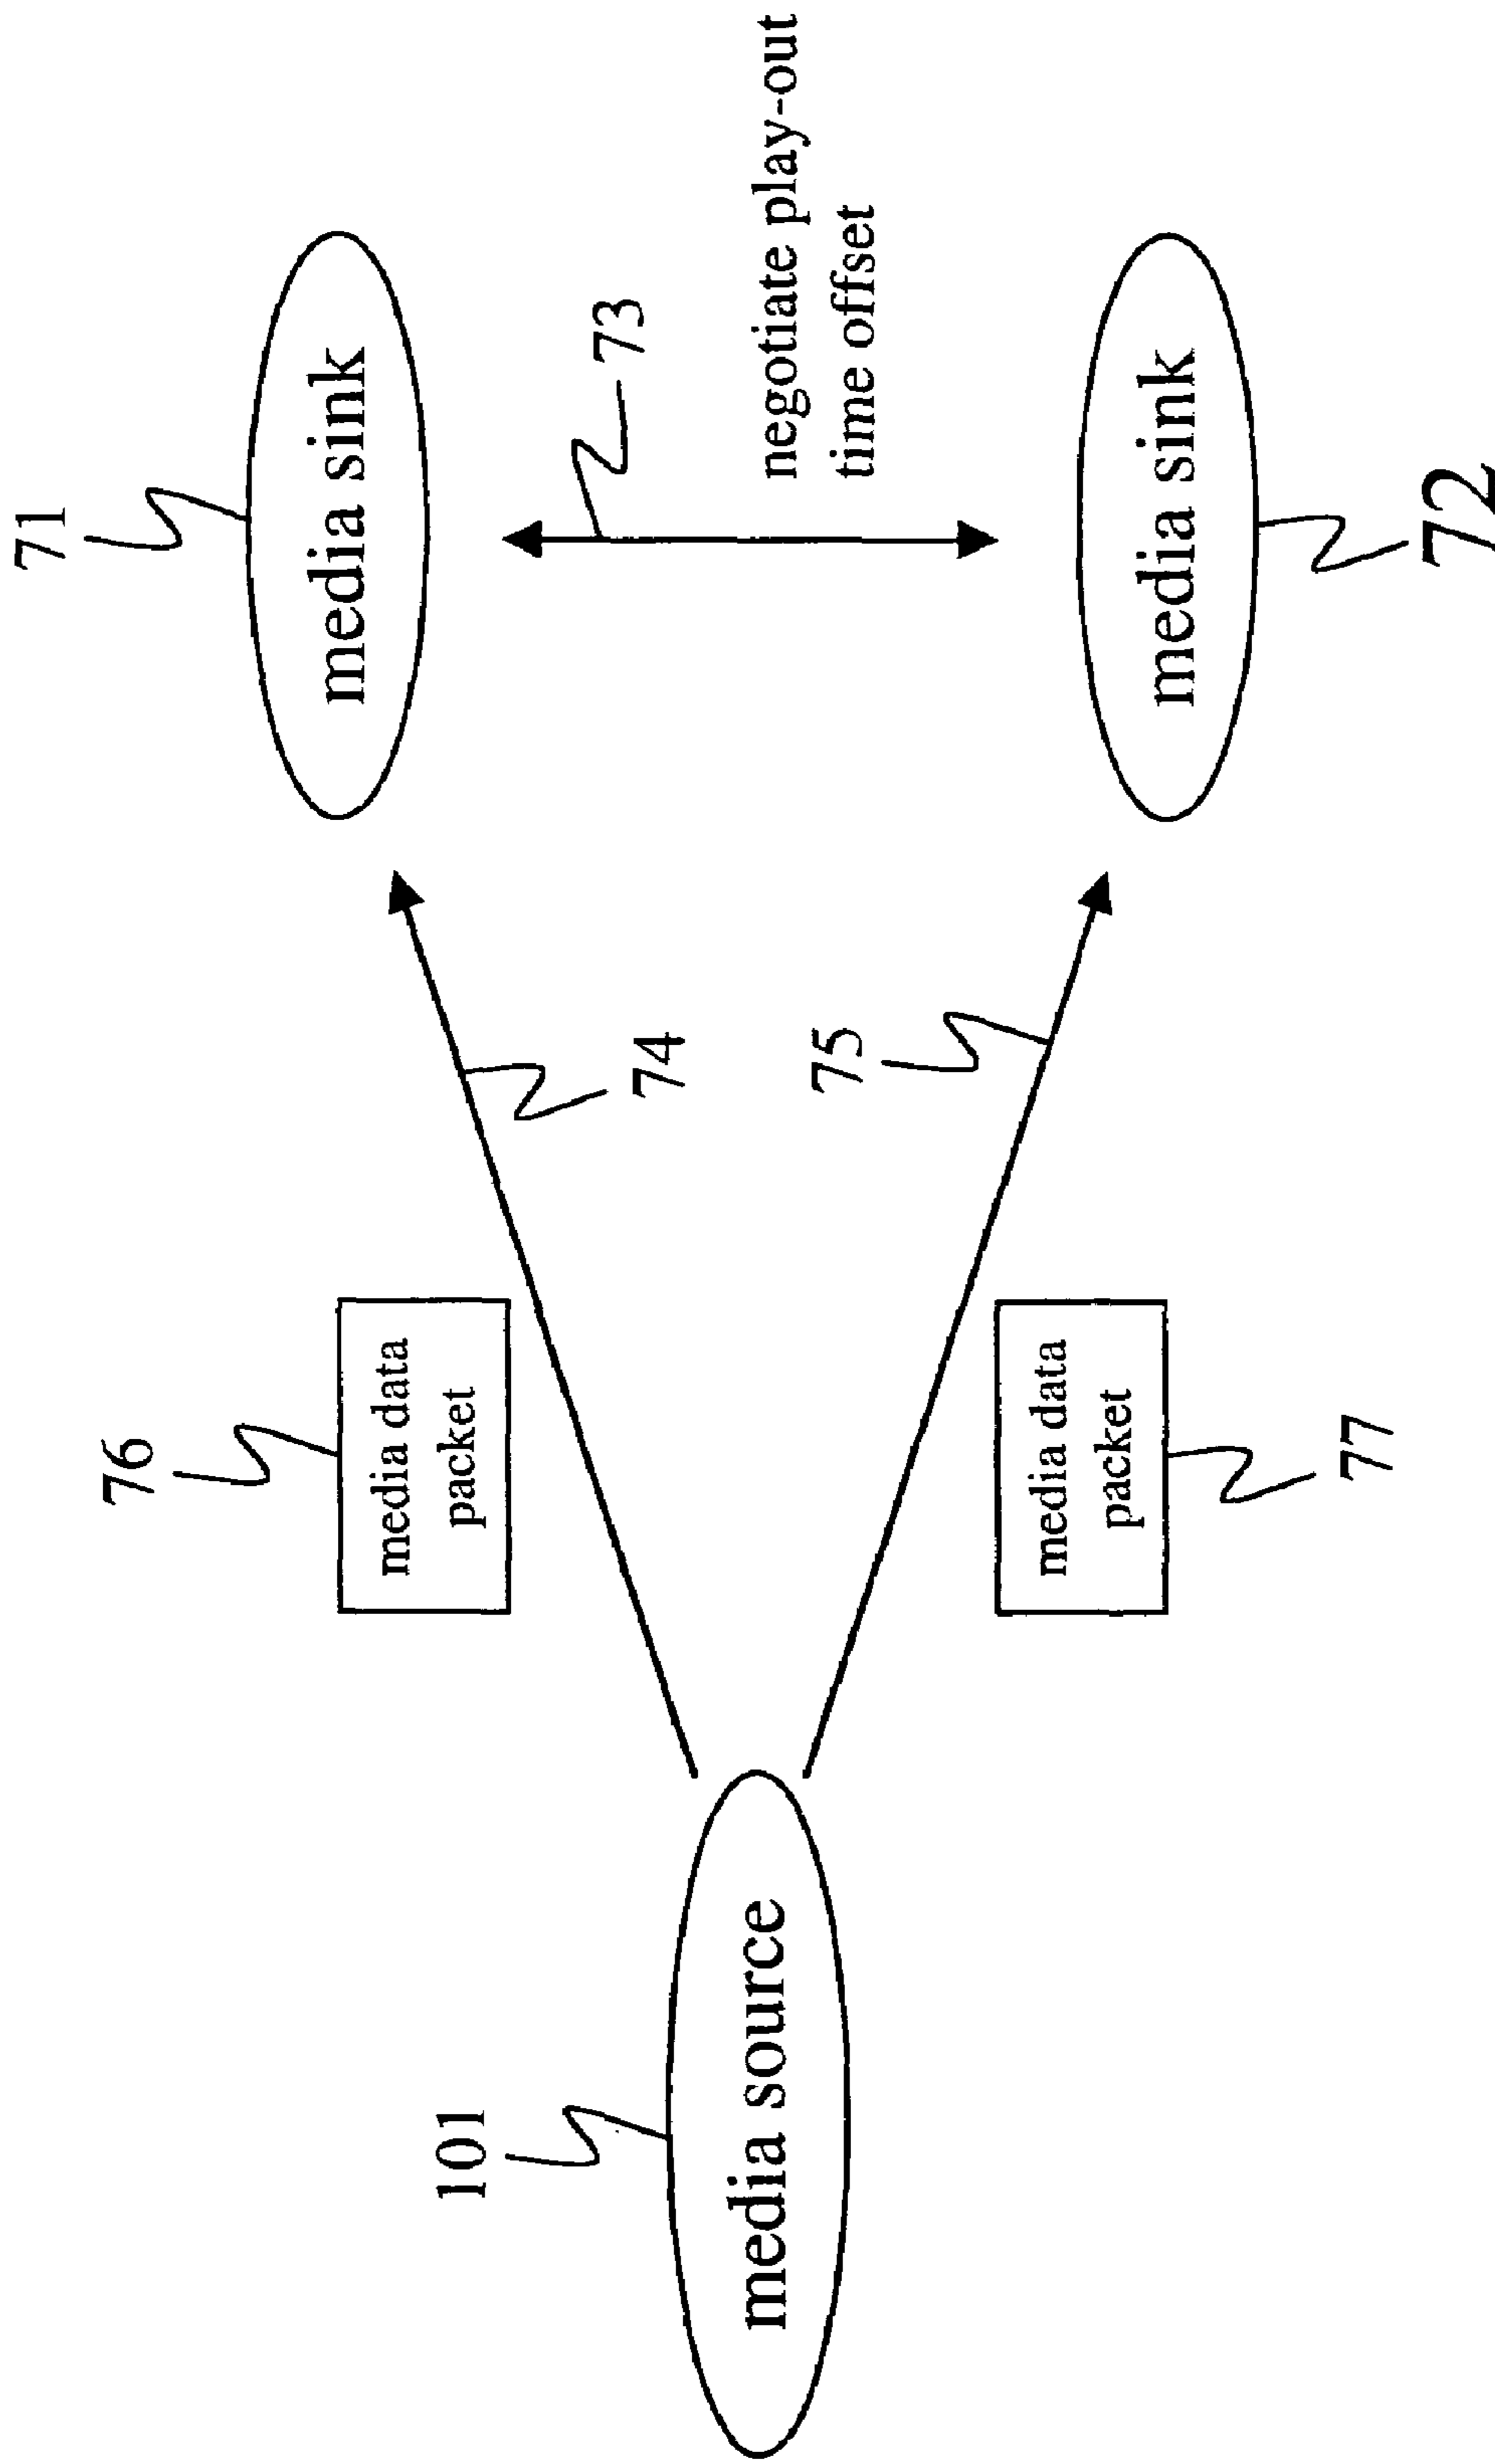 71
media sink
73
negotiate play-out
time offset
media sink
72
74
75
76
media data
packet
media data
packet
77
101
media source